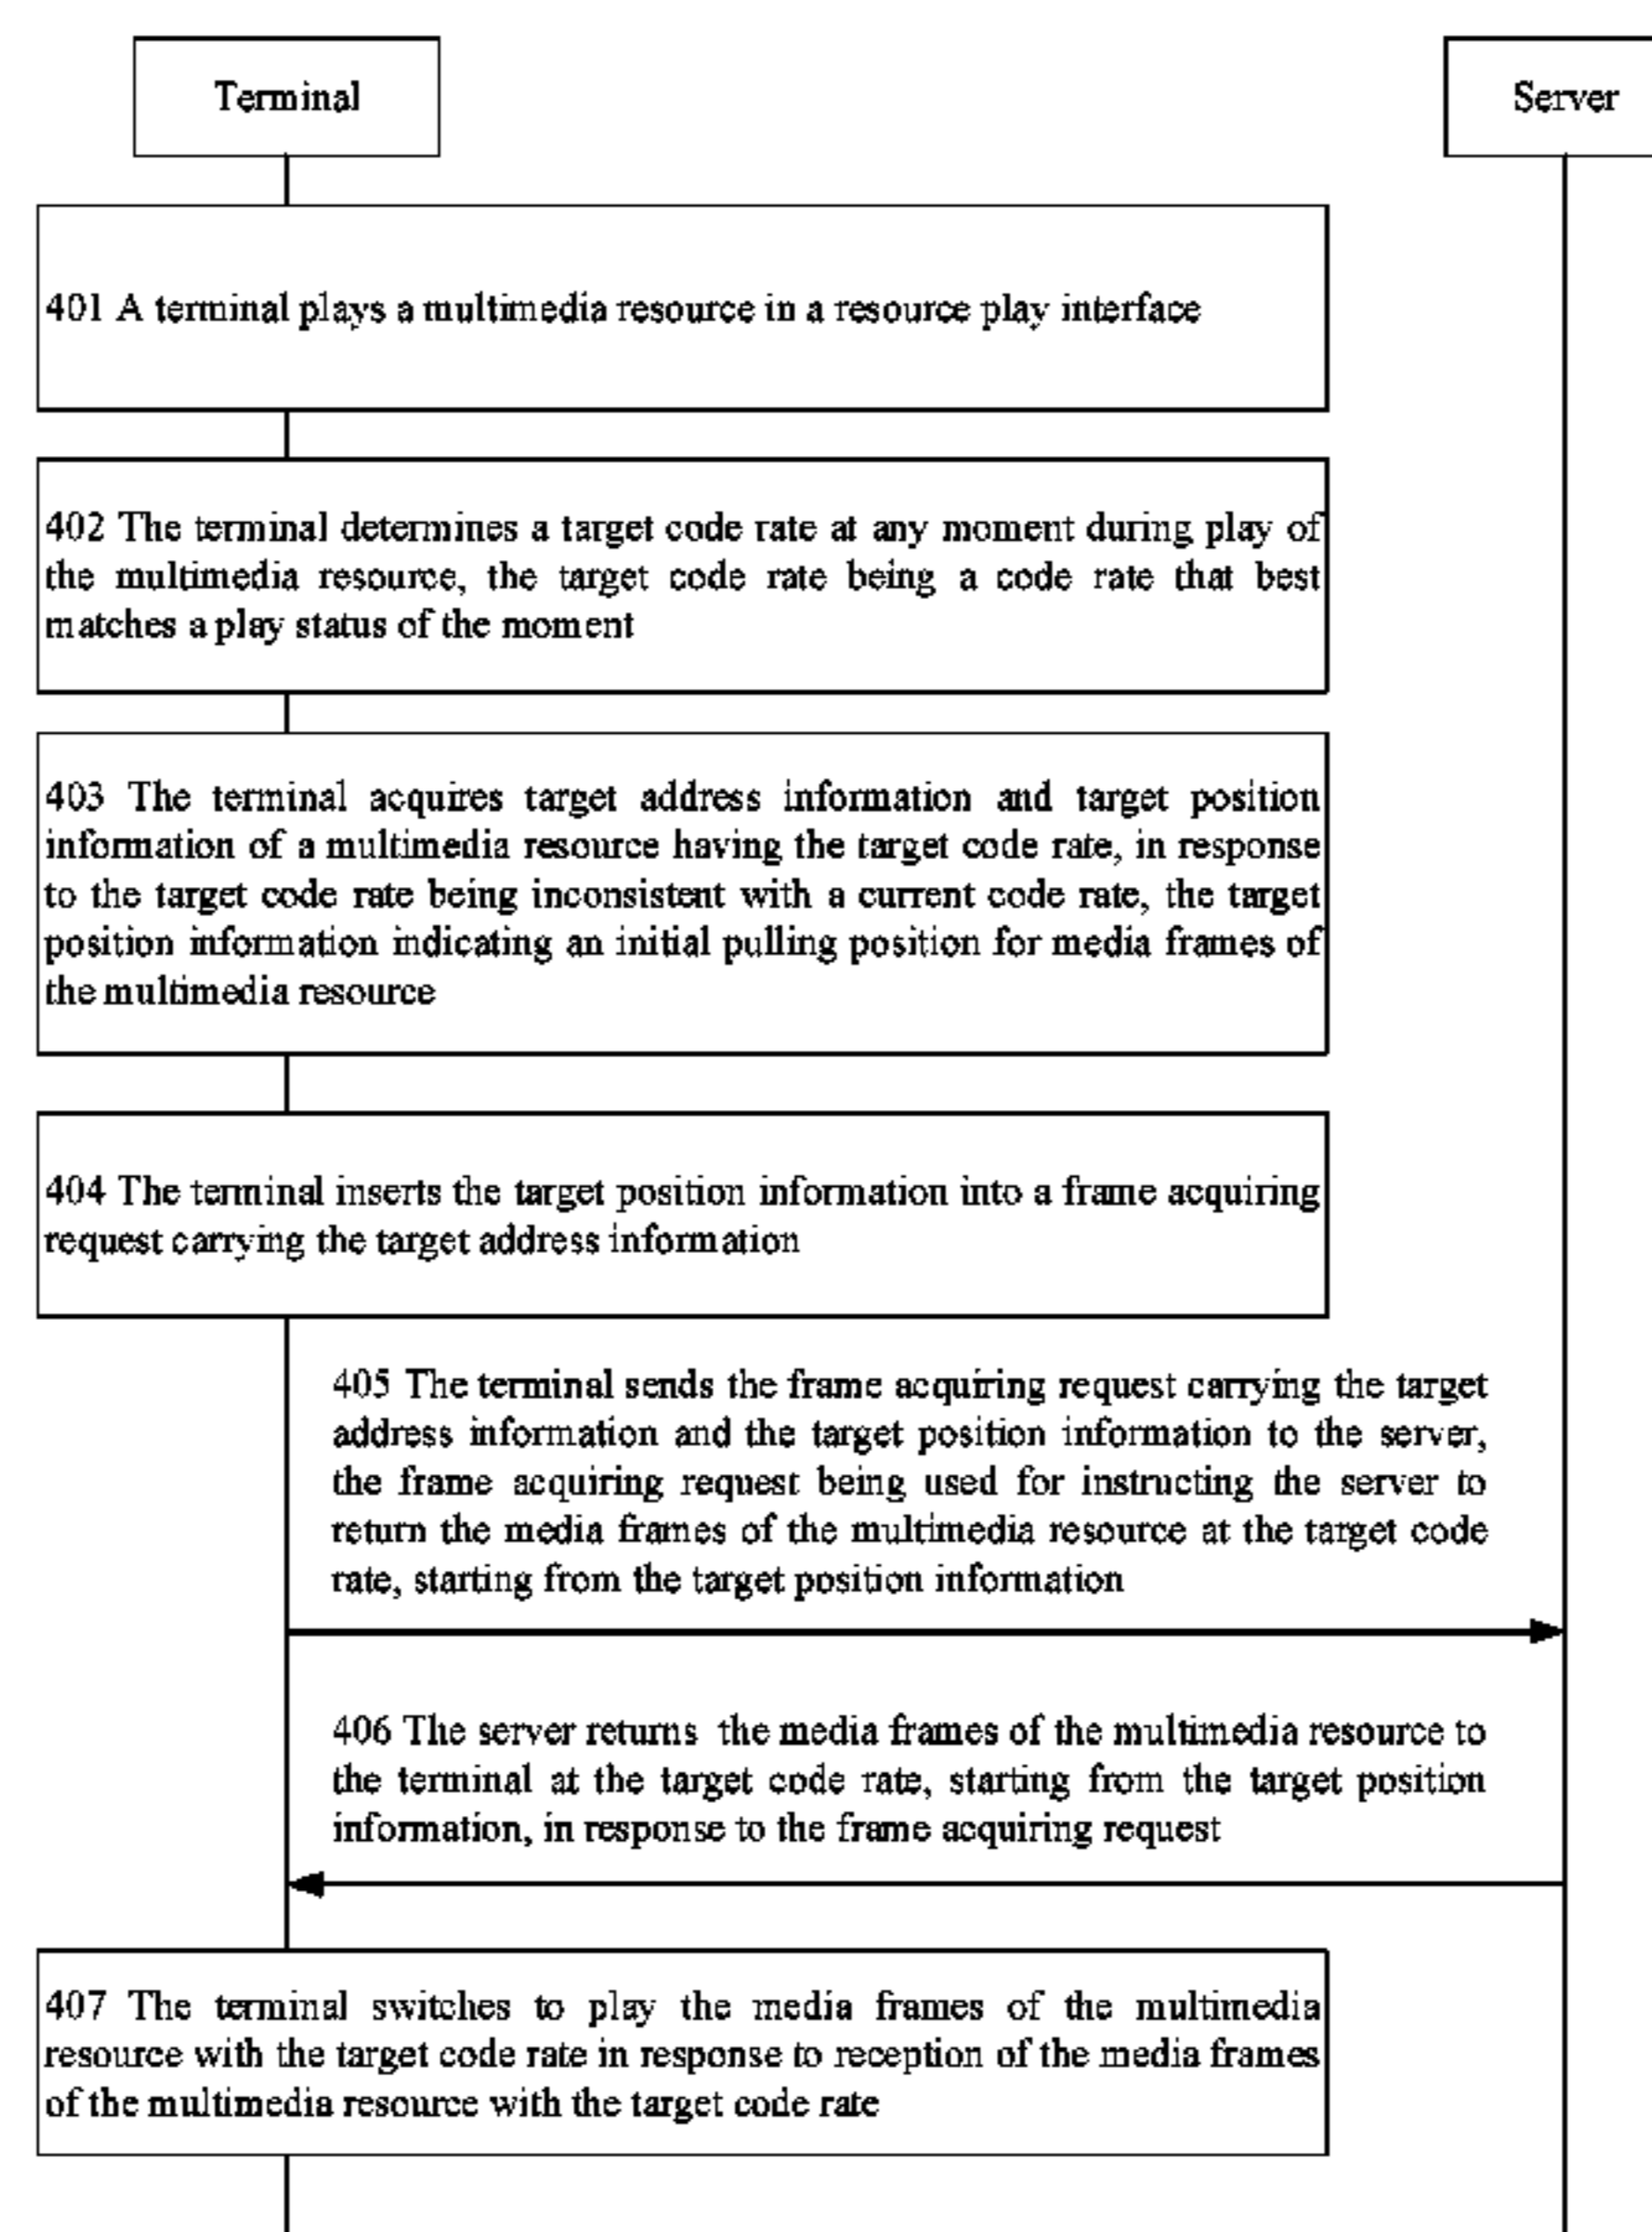 Terminal
Server
401 A terminal plays a multimedia resource in a resource play interface
402 The terminal determines a target code rate at any moment during play of
the multimedia resource, the target code rate being a code rate that best
matches a play status of the moment
403 The terminal acquires target address information and target position
information of a multimedia resource having the target code rate, in response
to the target code rate being inconsistent with a current code rate, the target
position information indicating an initial pulling position for media frames of
the multimedia resource
404 The terminal inserts the target position information into a frame acquiring
request carrying the target address information
405 The terminal sends the frame acquiring request carrying the target
address information and the target position information to the server,
the frame acquiring request being used for instructing the server to
return the media frames of the multimedia resource at the target code
rate, starting from the target position information
406 The server returns the media frames of the multimedia resource to
the terminal at the target code rate, starting from the target position
information, in response to the frame acquiring request
407 The terminal switches to play the media frames of the multimedia
resource with the target code rate in response to reception of the media frames
of the multimedia resource with the target code rate